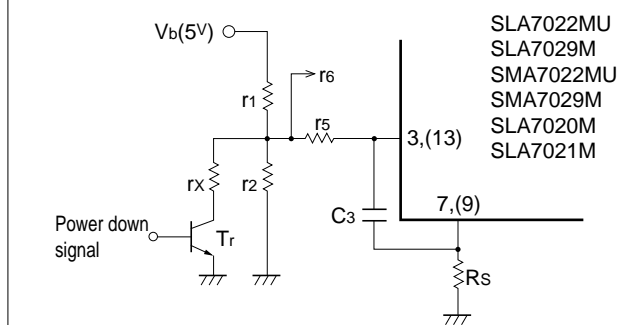 Vb(5V)
SLA7022MU
SLA7029M
SMA7022MU
SMA7029M
SLA7020M
SLA7021M
r6
r1
r5
3,(13)
rX
r2
7,(9)
C3
Power down
signal
Tr
Rs